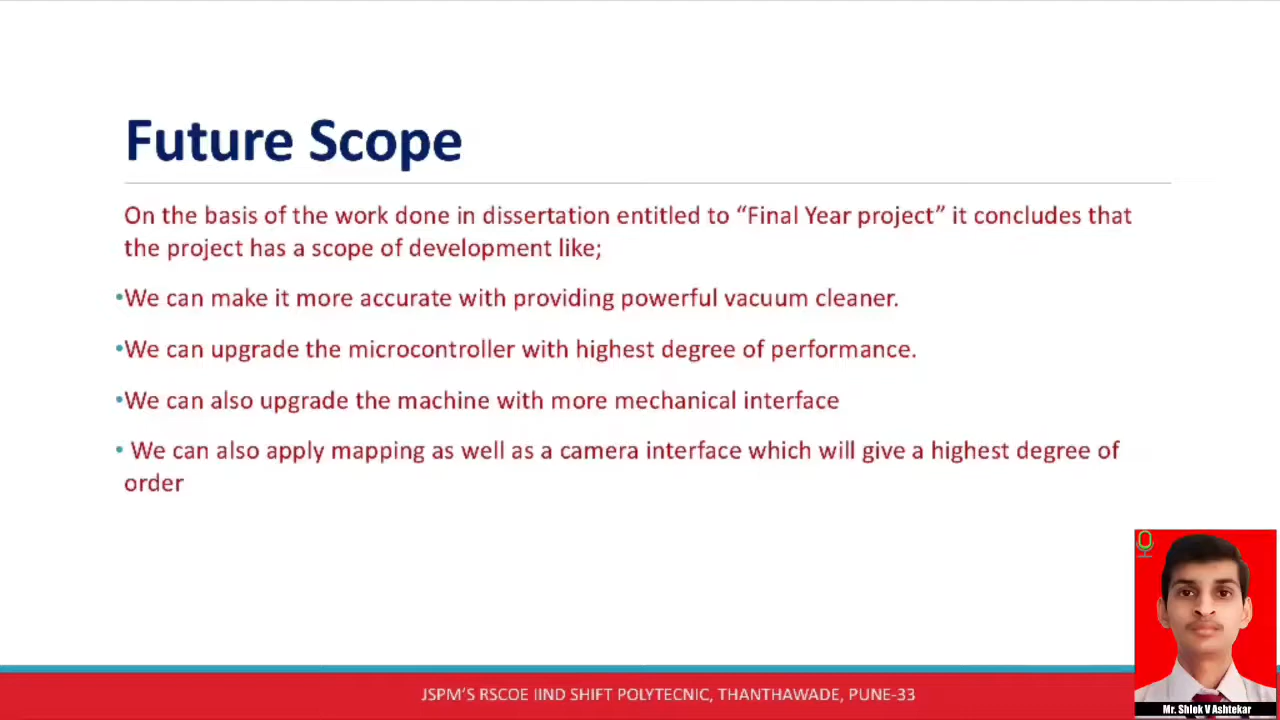 Future Scope
On the basis of the work done in dissertation entitled to “Final Year project” it concludes that
the project has a scope of development like;
•We can make it more accurate with providing powerful vacuum cleaner.
•We can upgrade the microcontroller with highest degree of performance.
•We can also upgrade the machine with more mechanical interface
• We can also apply mapping as well as a camera interface which will give a highest degree of
order
JSPM’S RSCOE IIND SHIFT POLYTECNIC, THANTHAWADE, PUNE-33
Mr. Shlok V Ashtekar